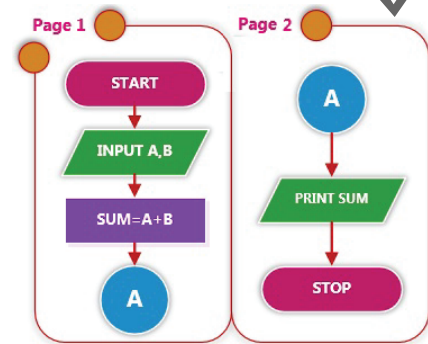 Page 1
START
INPUT A,B
SUM=A+B
A
Page 2
A
PRINT SUM
STOP